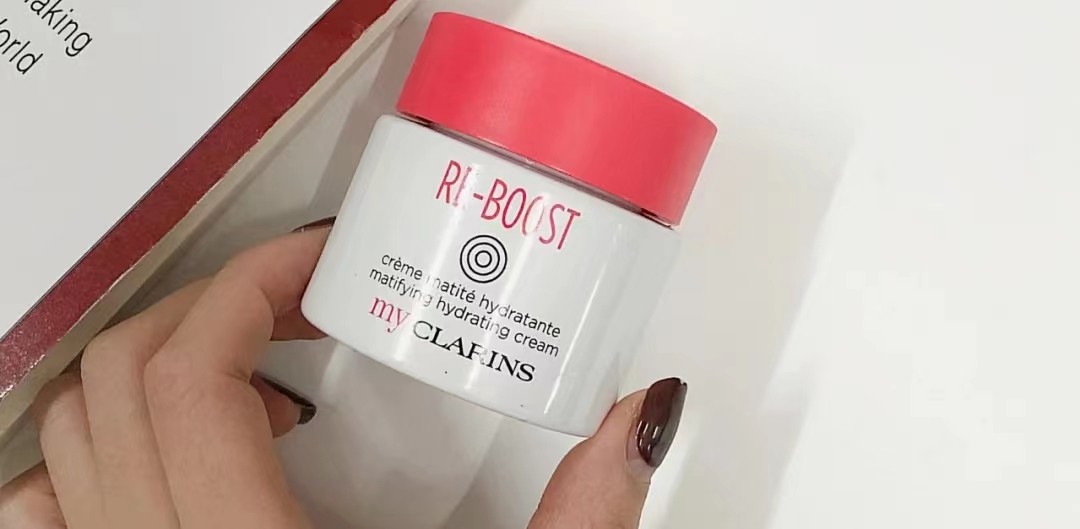 aking
orld
RE-BOOST
crème matité hydratante
matifying hydrating cream
my CLARINS